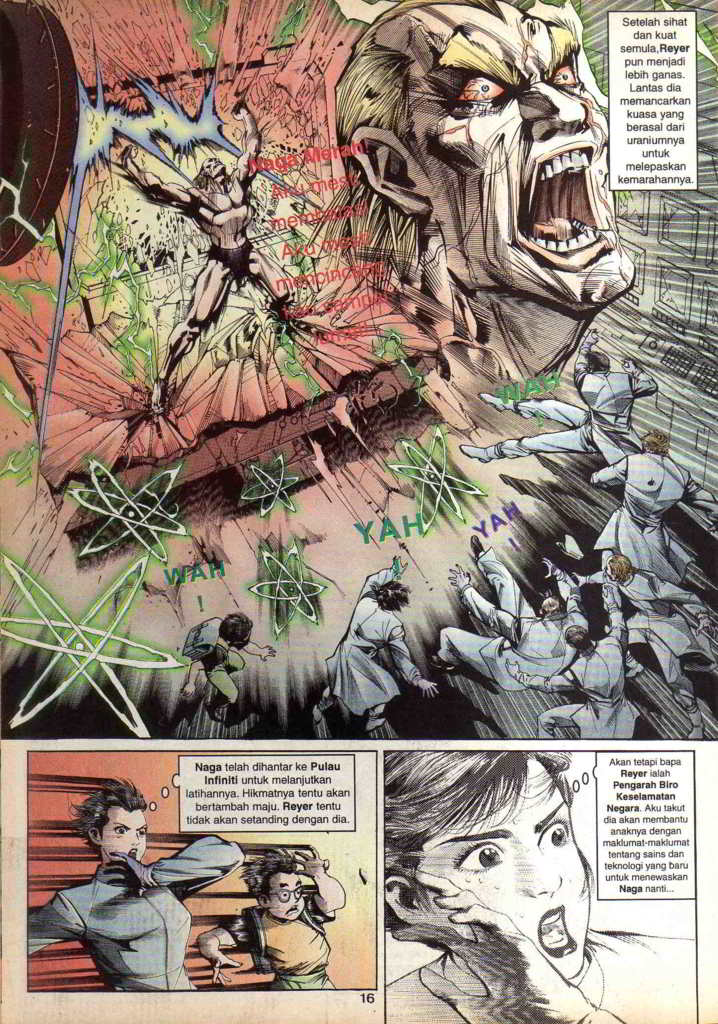 Setelah sihat
dan kuat
semula,Reyer
pun menjadi
lebih ganas.
Lantas dia
memancarkan
kuasa yang
berasal dari
uraniumnya
untuk
melepaskan
kemarahannya.
Naga Merah
Aku mesti
membalas!
Aku mesti
sampai
WAH
!
YAH
!
YAH
!
WAH
!
Naga telah dihantar ke Pulau
Infiniti untuk melanjutkan
latihannya. Hikmatnya tentu akan
bertambah maju. Reyer tentu
tidak akan setanding dengan dia.
Akan tetapi bapa
Reyer ialah
Pengarah Biro
Keselamatan
Negara. Aku takut
dia akan membantu
anaknya dengan
maklumat-maklumat
tentang sains dan
teknologi yang baru
untuk menewaskan
Naga nanti...
16